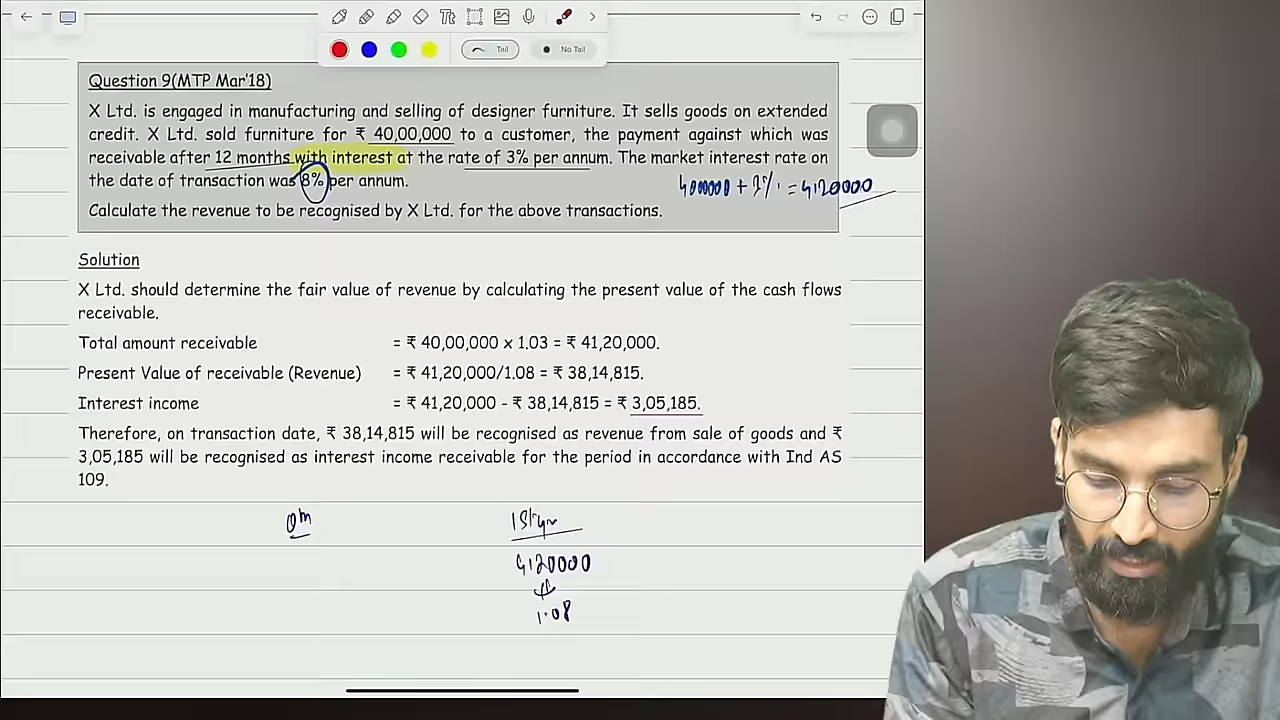 Tt
Tail
No Tail
Question 9(MTP Mar'18)
X Ltd. is engaged in manufacturing and selling of designer furniture. It sells goods on extended
credit. X Ltd. sold furniture for ₹ 40,00,000 to a customer, the payment against which was
receivable after 12 months with interest at the rate of 3% per annum. The market interest rate on
the date of transaction was 8% per annum.
4000000 + 3% = 4120000
Calculate the revenue to be recognised by X Ltd. for the above transactions.
Solution
X Ltd. should determine the fair value of revenue by calculating the present value of the cash flows
receivable.
Total amount receivable = ₹ 40,00,000 x 1.03 = ₹ 41,20,000.
Present Value of receivable (Revenue) = ₹ 41,20,000/1.08 = ₹ 38,14,815.
Interest income = ₹ 41,20,000 - ₹ 38,14,815 = ₹ 3,05,185.
Therefore, on transaction date, ₹ 38,14,815 will be recognised as revenue from sale of goods and ₹
3,05,185 will be recognised as interest income receivable for the period in accordance with Ind AS
109.
0m 1st yr
4120000
1.08